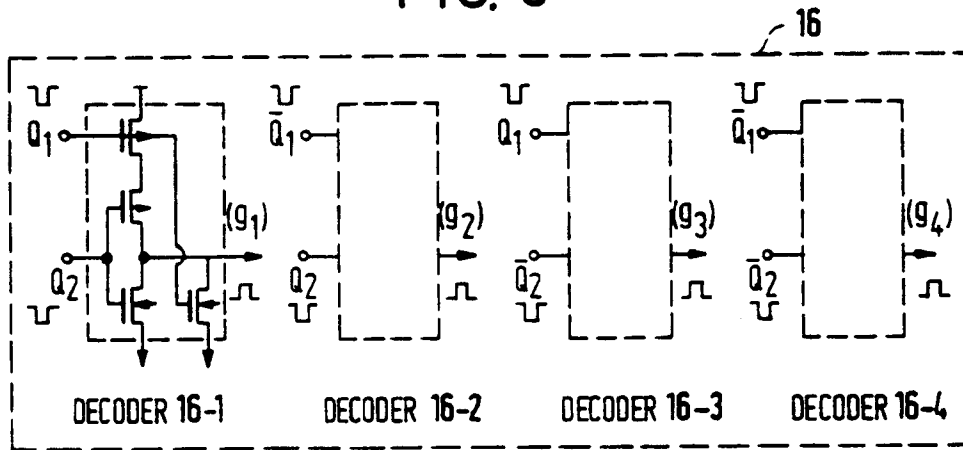 16
Q1
Q̄1
Q1
Q̄1
(g1)
(g2)
(g3)
(g4)
Q2
Q2
Q̄2
Q̄2
DECODER 16-1
DECODER 16-2
DECODER 16-3
DECODER 16-4